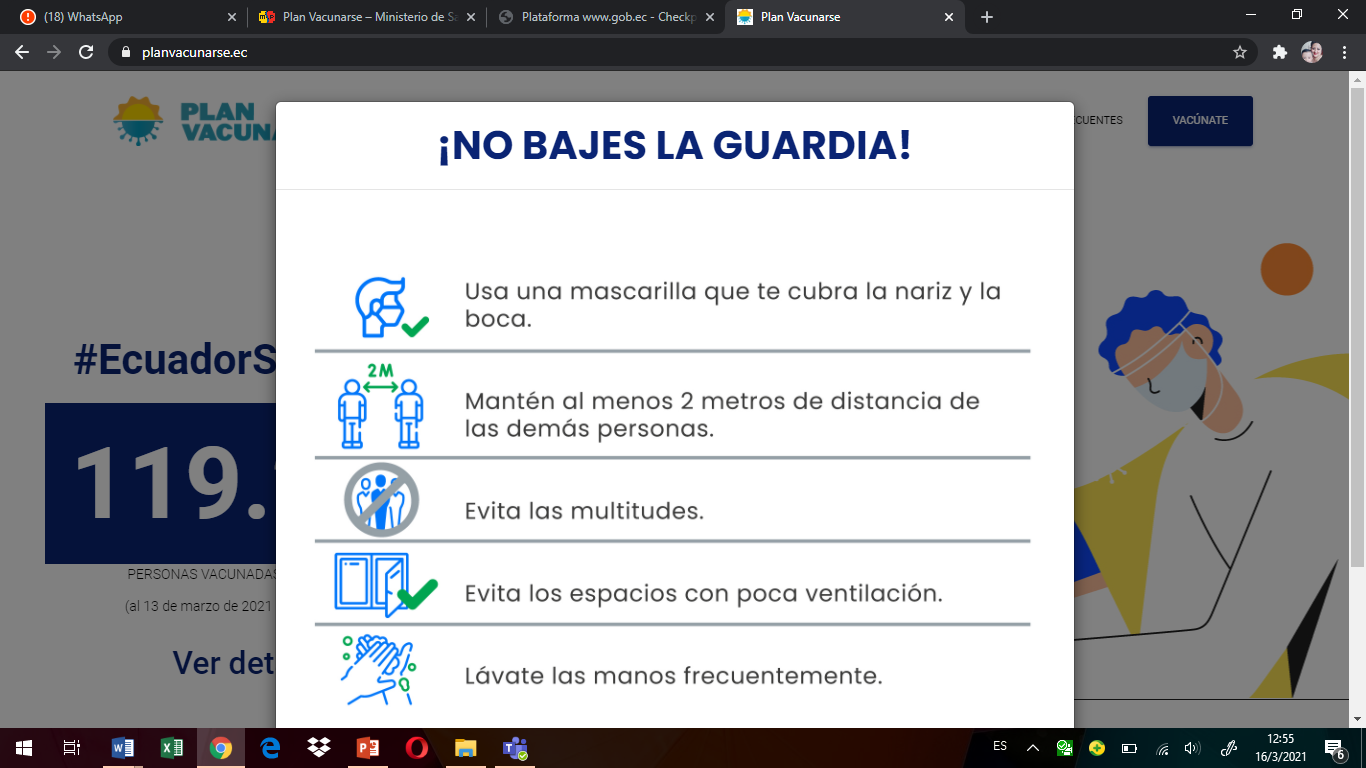 (18) WhatsApp
Plan Vacunarse – Ministerio de Sa
Plataforma www.gob.ec - Checkp
Plan Vacunarse
planvacunarse.ec
PLAN
¡NO BAJES LA GUARDIA!
VACÚNATE
Usa una mascarilla que te cubra la nariz y la
boca.
2M
Mantén al menos 2 metros de distancia de
las demás personas.
Evita las multitudes.
Evita los espacios con poca ventilación.
Lávate las manos frecuentemente.
#EcuadorS
119.
PERSONAS VACUNADAS
(al 13 de marzo de 2021
Ver det
ES
12:55
16/3/2021
6